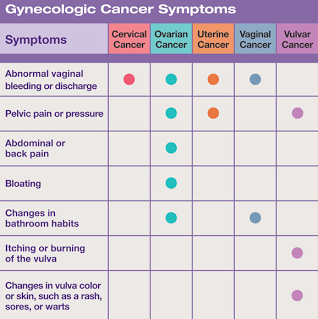 Gynecologic Cancer Symptoms
Symptoms
Cervical Cancer
Ovarian Cancer
Uterine Cancer
Vaginal Cancer
Vulvar Cancer
Abnormal vaginal
bleeding or discharge
Pelvic pain or pressure
Abdominal or
back pain
Bloating
Changes in
bathroom habits
Itching or burning
of the vulva
Changes in vulva color
or skin, such as a rash,
sores, or warts